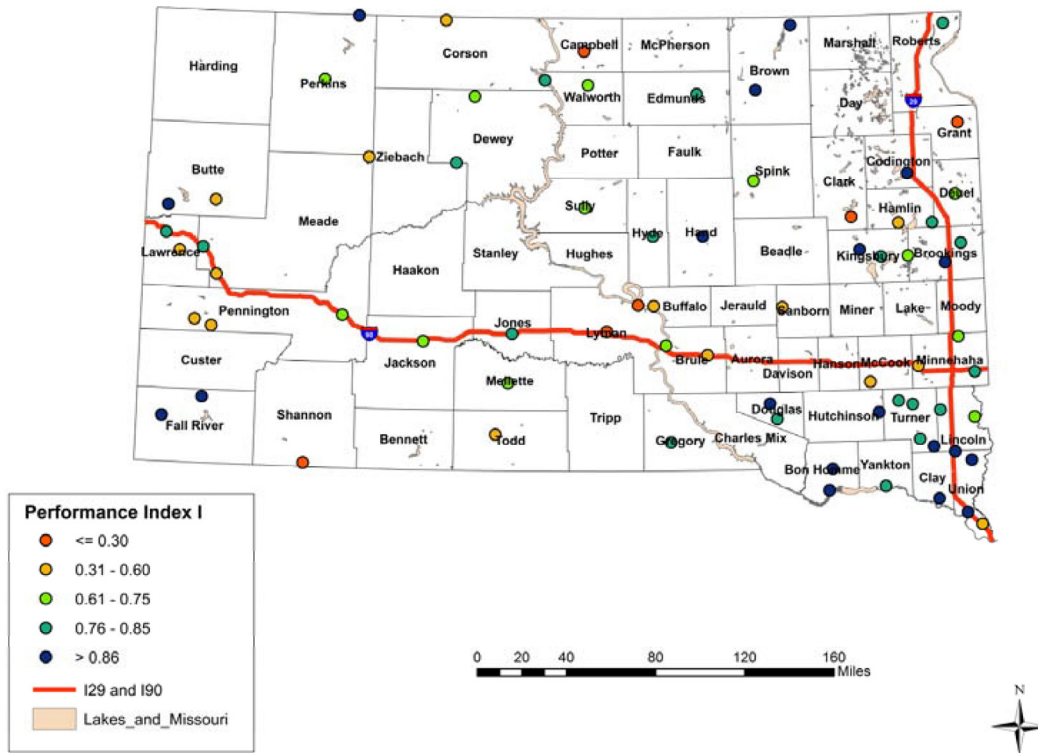 Harding
Perkins
Corson
Campbell
McPherson
Brown
Marshall
Roberts
Walworth
Edmunds
Day
29
Grant
Butte
Ziebach
Dewey
Potter
Faulk
Spink
Codington
Clark
Deuel
Hamlin
Meade
Sully
Hyde
Hand
Lawrence
Stanley
Hughes
Beadle
Kingsbury
Brookings
Haakon
Pennington
Jones
Lyman
Buffalo
Jerauld
Sanborn
Miner
Lake
Moody
90
Custer
Jackson
Brule
Aurora
Davison
Hanson
McCook
Minnehaha
Mellette
Fall River
Shannon
Bennett
Todd
Tripp
Gregory
Charles Mix
Douglas
Hutchinson
Turner
Lincoln
Bon Homme
Yankton
Clay
Union
Performance Index I
<= 0.30
0.31 - 0.60
0.61 - 0.75
0.76 - 0.85
> 0.86
I29 and I90
Lakes_and_Missouri
0 20 40 80 120 160
Miles
N